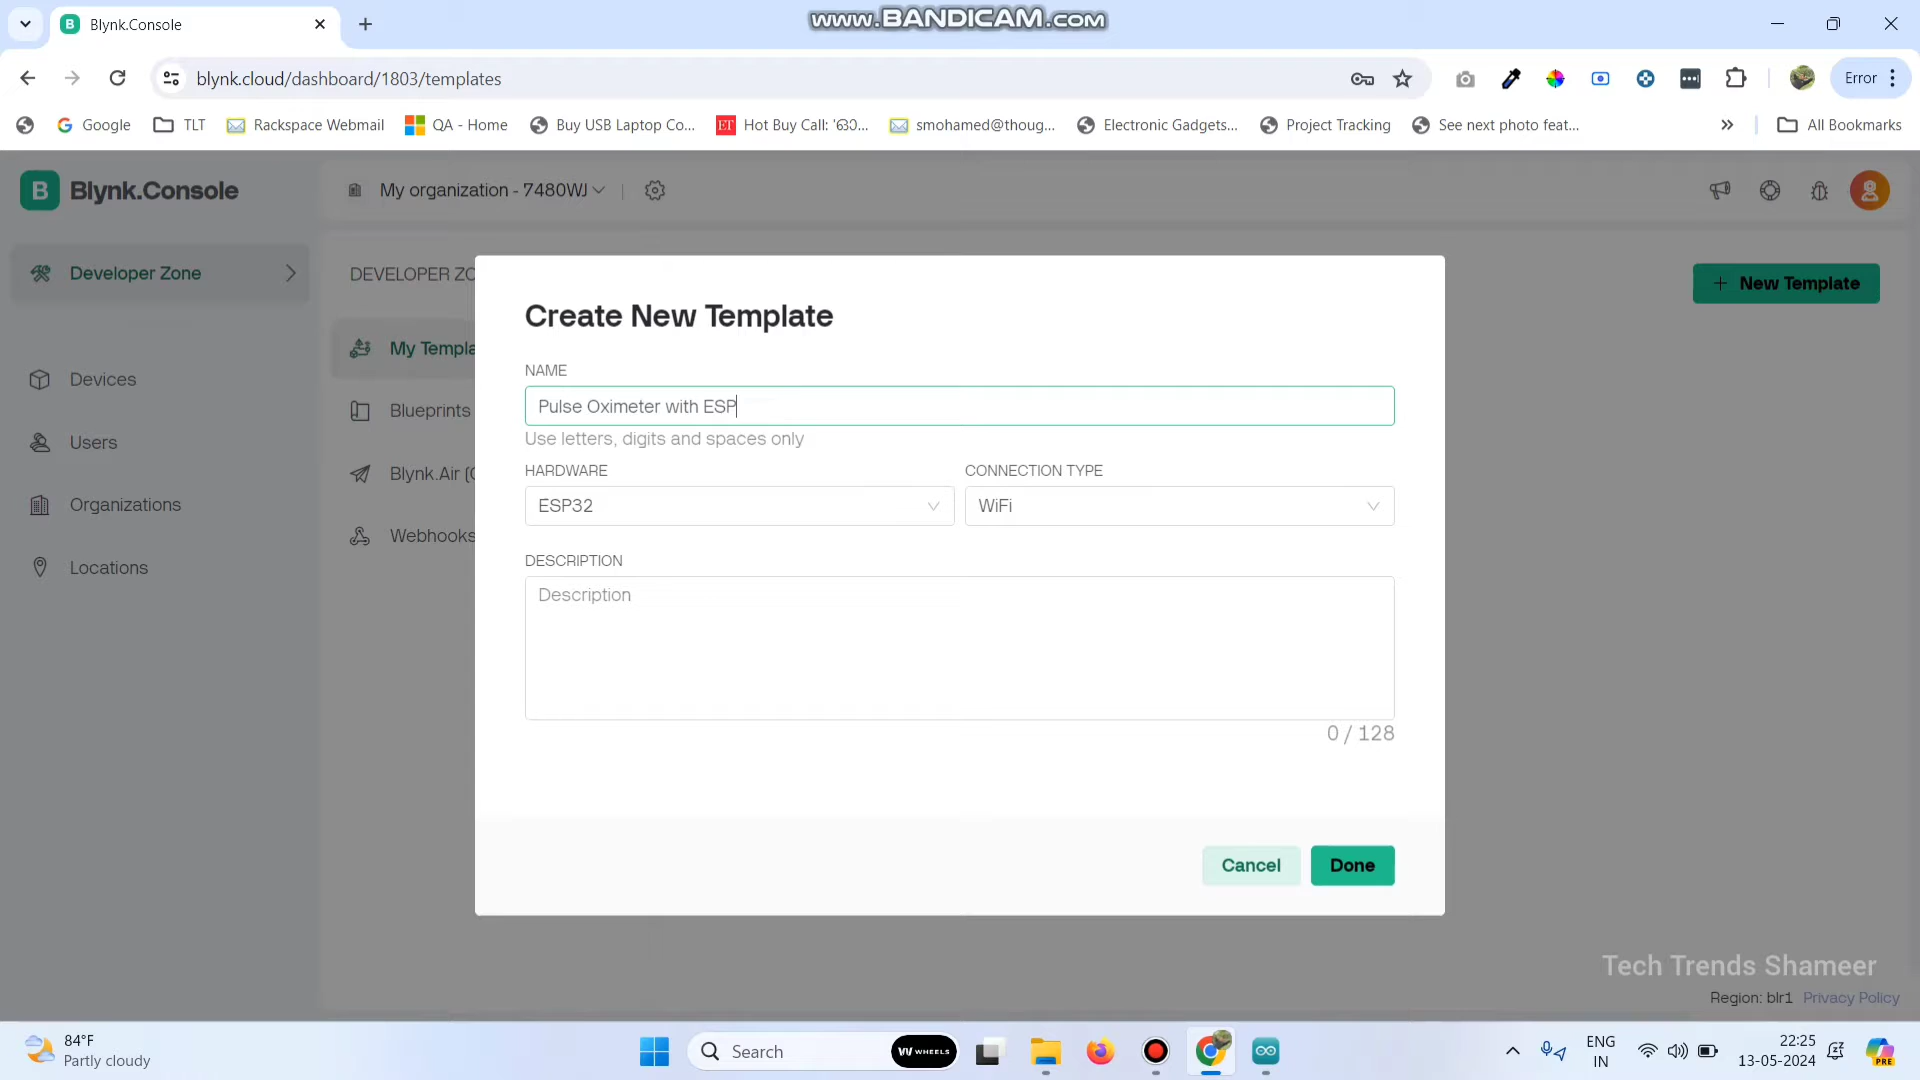 Blynk.Console
www.BANDICAM.com
blynk.cloud/dashboard/1803/templates
Error
Google
TLT
Rackspace Webmail
QA - Home
Buy USB Laptop Co...
Hot Buy Call: 'ઉ૦...
smohamed@thoug...
Electronic Gadgets...
Project Tracking
See next photo feat...
All Bookmarks
B Blynk.Console
My organization - 7480WJ
Developer Zone
DEVELOPER ZO
New Template
My Templa
Devices
Blueprints
Users
Blynk.Air (
Organizations
Webhooks
Locations
Create New Template
NAME
Pulse Oximeter with ESP
Use letters, digits and spaces only
HARDWARE
CONNECTION TYPE
ESP32
WiFi
DESCRIPTION
Description
0 / 128
Cancel
Done
Tech Trends Shameer
Region: blr1 Privacy Policy
84°F
Partly cloudy
Search
WHEELS
ENG
IN
22:25
13-05-2024
PRE